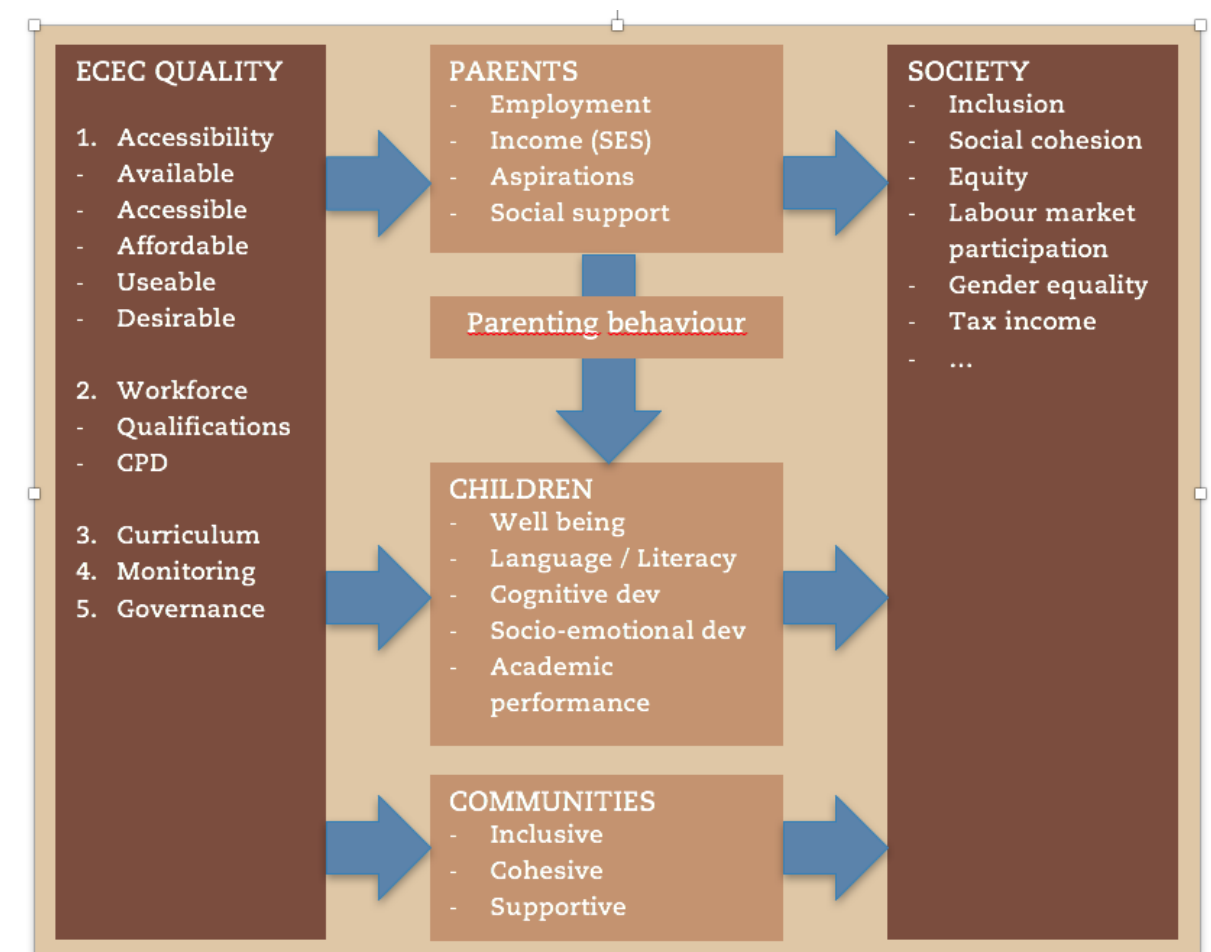 ECEC QUALITY
1. Accessibility
- Available
- Accessible
- Affordable
- Useable
- Desirable
2. Workforce
- Qualifications
- CPD
3. Curriculum
4. Monitoring
5. Governance
PARENTS
- Employment
- Income (SES)
- Aspirations
- Social support
Parenting behaviour
CHILDREN
- Well being
- Language / Literacy
- Cognitive dev
- Socio-emotional dev
- Academic
performance
COMMUNITIES
- Inclusive
- Cohesive
- Supportive
SOCIETY
- Inclusion
- Social cohesion
- Equity
- Labour market
participation
- Gender equality
- Tax income
- ...